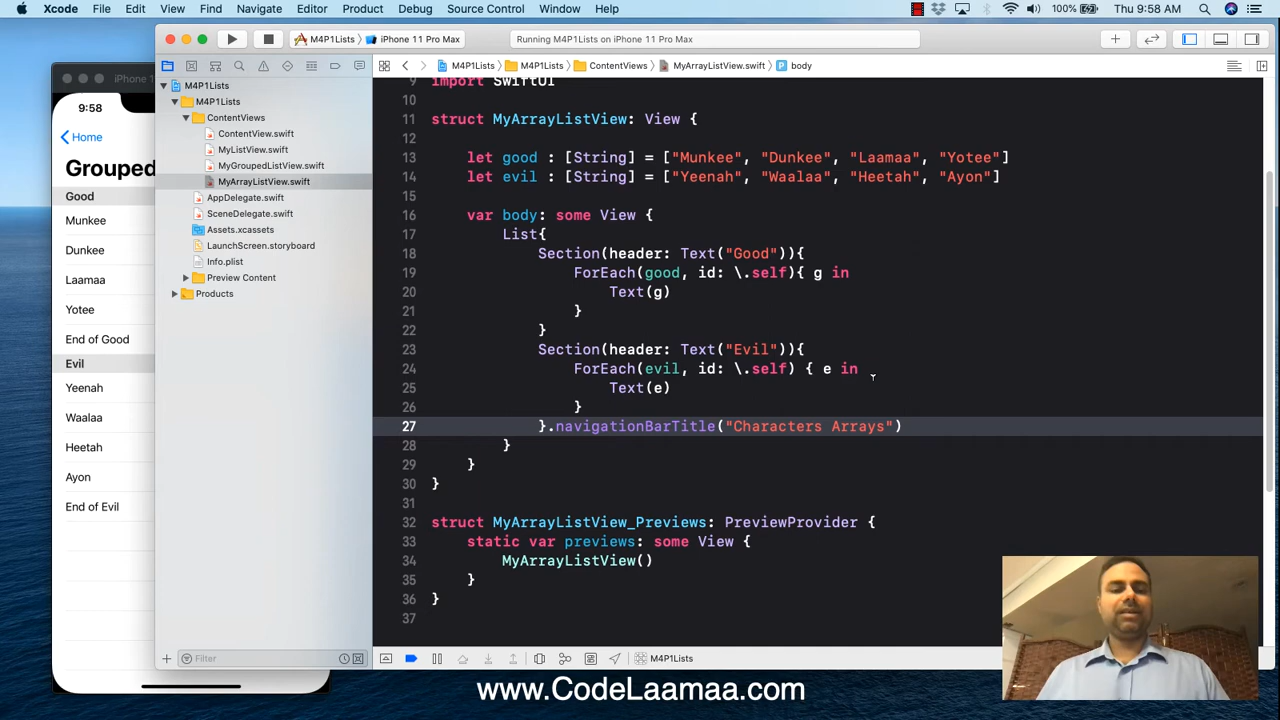 Xcode File Edit View Find Navigate Editor Product Debug Source Control Window Help
100% Thu 9:58 AM
M4P1Lists iPhone 11 Pro Max
Running M4P1Lists on iPhone 11 Pro Max
iPhone 1
9:58
Home
Grouped
Good
Munkee
Dunkee
Laamaa
Yotee
End of Good
Evil
Yeenah
Waalaa
Heetah
Ayon
End of Evil
M4P1Lists
M4P1Lists
ContentViews
ContentView.swift
MyListView.swift
MyGroupedListView.swift
MyArrayListView.swift
AppDelegate.swift
SceneDelegate.swift
Assets.xcassets
LaunchScreen.storyboard
Info.plist
Preview Content
Products
Filter
M4P1Lists M4P1Lists ContentViews MyArrayListView.swift body
9 import SwiftUI
10
11 struct MyArrayListView: View {
12
13 let good : [String] = ["Munkee", "Dunkee", "Laamaa", "Yotee"]
14 let evil : [String] = ["Yeenah", "Waalaa", "Heetah", "Ayon"]
15
16 var body: some View {
17 List{
18 Section(header: Text("Good")){
19 ForEach(good, id: \.self){ g in
20 Text(g)
21 }
22 }
23 Section(header: Text("Evil")){
24 ForEach(evil, id: \.self) { e in
25 Text(e)
26 }
27 }.navigationBarTitle("Characters Arrays")
28 }
29 }
30 }
31
32 struct MyArrayListView_Previews: PreviewProvider {
33 static var previews: some View {
34 MyArrayListView()
35 }
36 }
37
M4P1Lists
www.CodeLaamaa.com